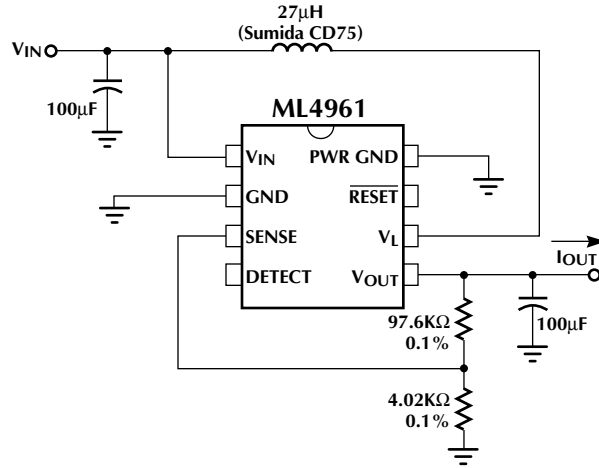 27µH
(Sumida CD75)
VIN
100µF
ML4961
VIN
PWR GND
GND
RESET
SENSE
VL
DETECT
VOUT
IOUT
97.6KΩ
0.1%
100µF
4.02KΩ
0.1%